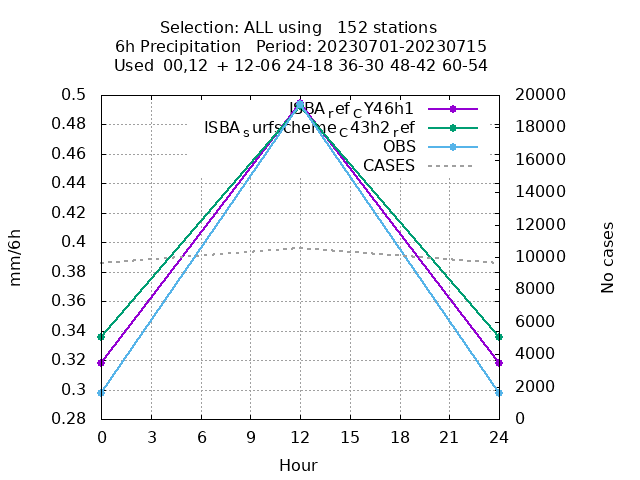 Selection: ALL using   152 stations
6h Precipitation   Period: 20230701-20230715
Used  00,12  + 12-06 24-18 36-30 48-42 60-54
ISBA_ref_CY46h1
ISBA_surfscheme_C43h2_ref
OBS
CASES
mm/6h
0.5
0.48
0.46
0.44
0.42
0.4
0.38
0.36
0.34
0.32
0.3
0.28
20000
18000
16000
14000
12000
10000
8000
6000
4000
2000
0
No cases
0 3 6 9 12 15 18 21 24
Hour